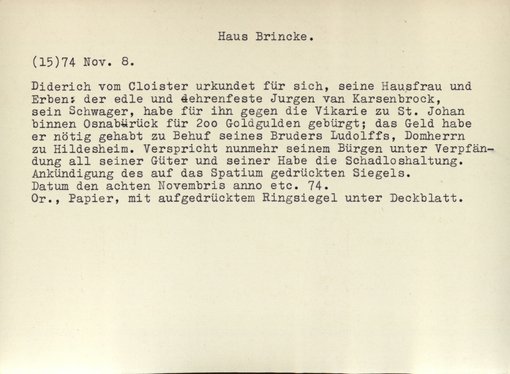 Haus Brincke.
(15)74 Nov. 8.
Diderich vom Cloister urkundet für sich, seine Hausfrau und
Erben: der edle und ehrenfeste Jurgen van Karsenbrock,
sein Schwager, habe für ihn gegen die Vikarie zu St. Johan
binnen Osnabrück für 2oo Goldgulden gebürgt; das Geld habe
er nötig gehabt zu Behuf seines Bruders Ludolffs, Domherrn
zu Hildesheim. Verspricht nunmehr seinem Bürgen unter Verpfän-
dung all seiner Güter und seiner Habe die Schadloshaltung.
Ankündigung des auf das Spatium gedrückten Siegels.
Datum den achten Novembris anno etc. 74.
Or., Papier, mit aufgedrücktem Ringsiegel unter Deckblatt.